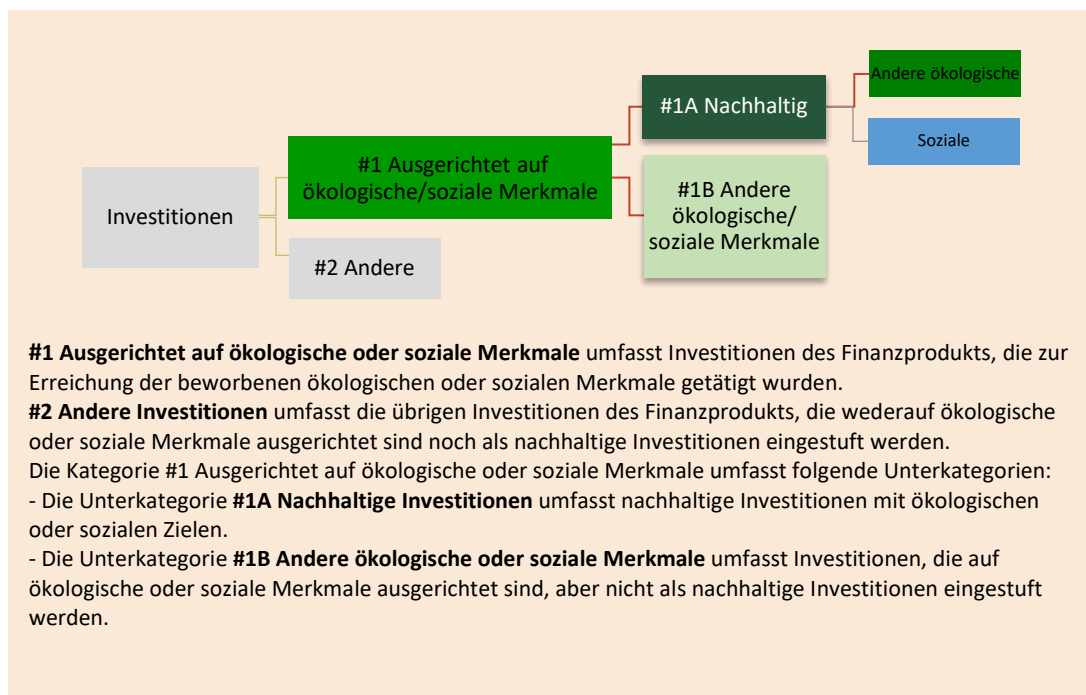 Andere ökologische
#1A Nachhaltig
Soziale
#1 Ausgerichtet auf
ökologische/soziale Merkmale
#1B Andere
ökologische/
soziale Merkmale
Investitionen
#2 Andere
#1 Ausgerichtet auf ökologische oder soziale Merkmale umfasst Investitionen des Finanzprodukts, die zur
Erreichung der beworbenen ökologischen oder sozialen Merkmale getätigt wurden.
#2 Andere Investitionen umfasst die übrigen Investitionen des Finanzprodukts, die wederauf ökologische
oder soziale Merkmale ausgerichtet sind noch als nachhaltige Investitionen eingestuft werden.
Die Kategorie #1 Ausgerichtet auf ökologische oder soziale Merkmale umfasst folgende Unterkategorien:
- Die Unterkategorie #1A Nachhaltige Investitionen umfasst nachhaltige Investitionen mit ökologischen
oder sozialen Zielen.
- Die Unterkategorie #1B Andere ökologische oder soziale Merkmale umfasst Investitionen, die auf
ökologische oder soziale Merkmale ausgerichtet sind, aber nicht als nachhaltige Investitionen eingestuft
werden.